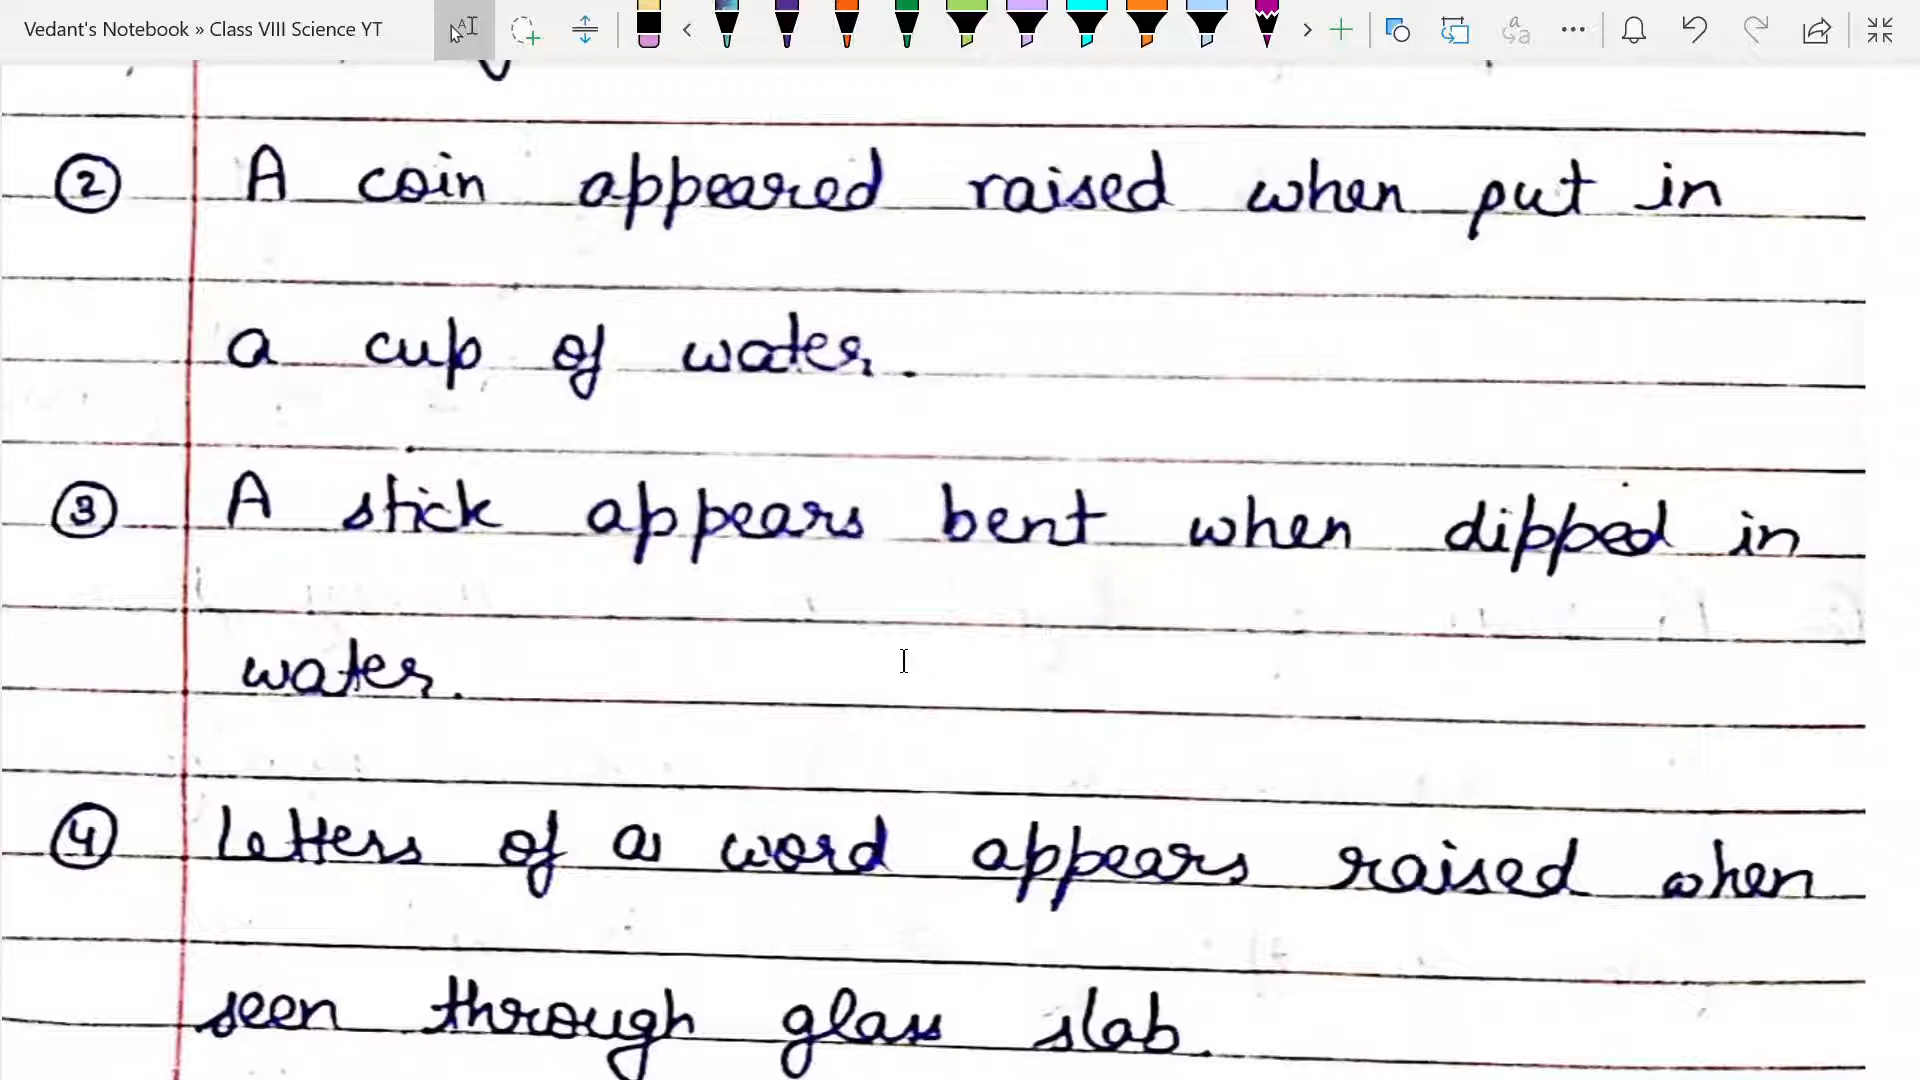 Vedant's Notebook » Class VIII Science YT
② A coin appeared raised when put in
a cup of water.
③ A stick appears bent when dipped in
water.
④ Letters of a word appears raised when
seen through glass slab.